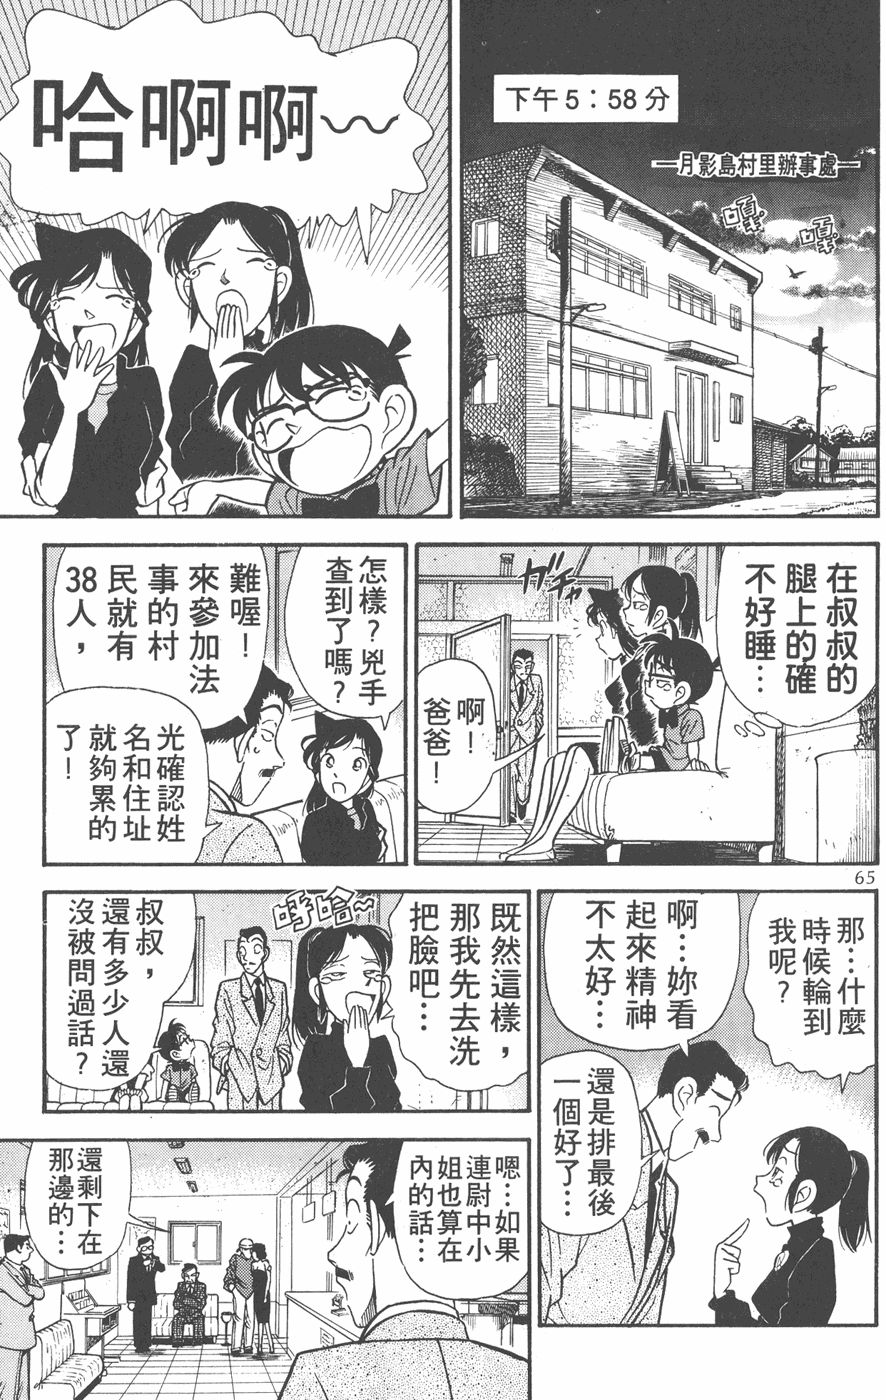 下午5：58分
—月影島村里辦事處—
嘎
嘎
哈啊啊～
在叔叔的
腿上的確
不好睡…
ガチャ
啊！
爸爸！
怎樣？兇手
查到了嗎？
難喔！
來參加法
事的村
民就有
38人，
光確認姓
名和住址
就夠累的
了！
65
那…什麼
時候輪到
我呢？
啊…妳看
起來精神
不太好…
還是排最後
一個好了…
既然這樣，
那我先去洗
把臉吧…
呼哈～
叔叔，
還有多少人還
沒被問過話？
嗯…如果
連尉中小
姐也算在
內的話…
還剩下在
那邊的…